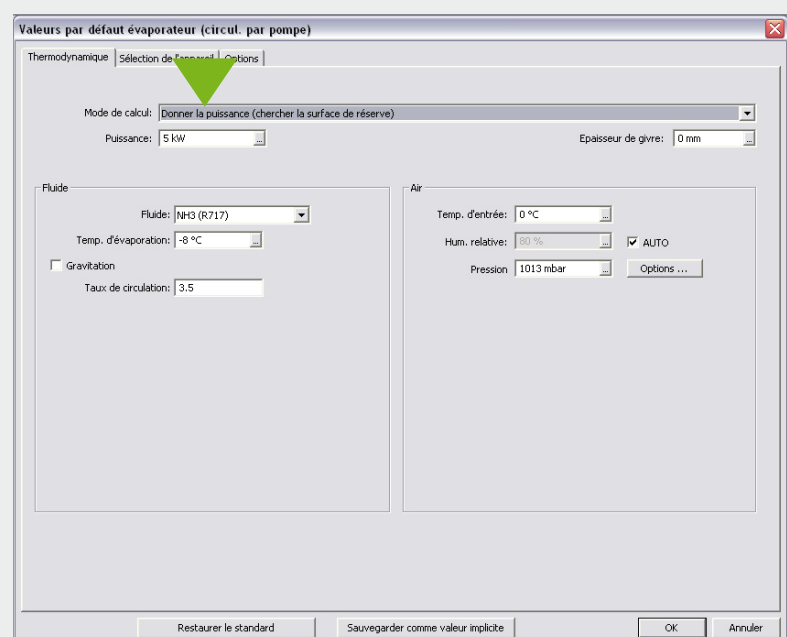 Valeurs par défaut évaporateur (circul. par pompe)
Thermodynamique Sélection de l'appareil Options
Mode de calcul: Donner la puissance (chercher la surface de réserve)
Puissance: 5 kW ... Epaisseur de givre: 0 mm ...
Fluide
Fluide: NH3 (R717)
Temp. d'évaporation: -8 °C ...
Gravitation
Taux de circulation: 3.5
Air
Temp. d'entrée: 0 °C ...
Hum. relative: 80 % ... AUTO
Pression 1013 mbar ... Options ...
Restaurer le standard Sauvegarder comme valeur implicite OK Annuler